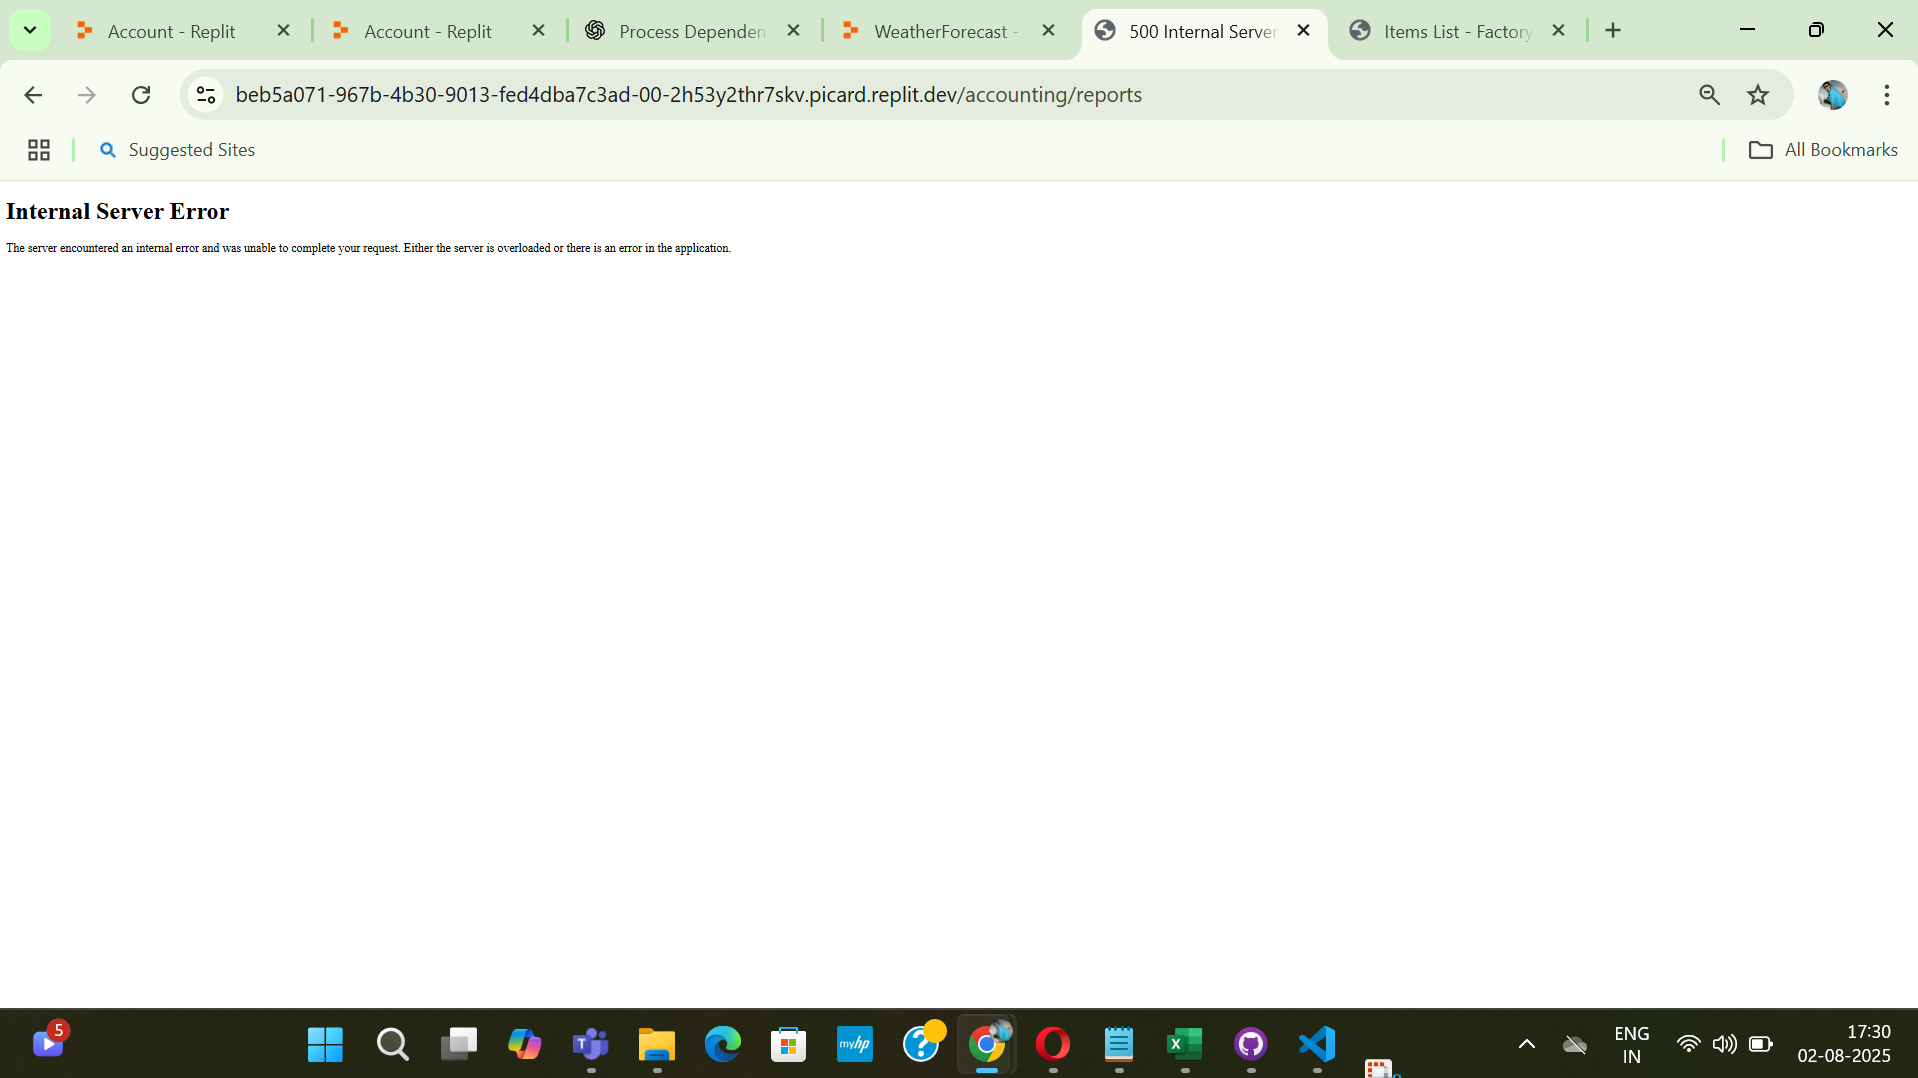 Account - Replit
Account - Replit
Process Dependen
WeatherForecast -
500 Internal Server
Items List - Factory
beb5a071-967b-4b30-9013-fed4dba7c3ad-00-2h53y2thr7skv.picard.replit.dev/accounting/reports
Suggested Sites
All Bookmarks
Internal Server Error
The server encountered an internal error and was unable to complete your request. Either the server is overloaded or there is an error in the application.
5
myhp
ENG
IN
17:30
02-08-2025